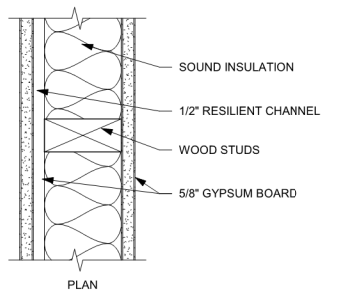 SOUND INSULATION
1/2" RESILIENT CHANNEL
WOOD STUDS
5/8" GYPSUM BOARD
PLAN